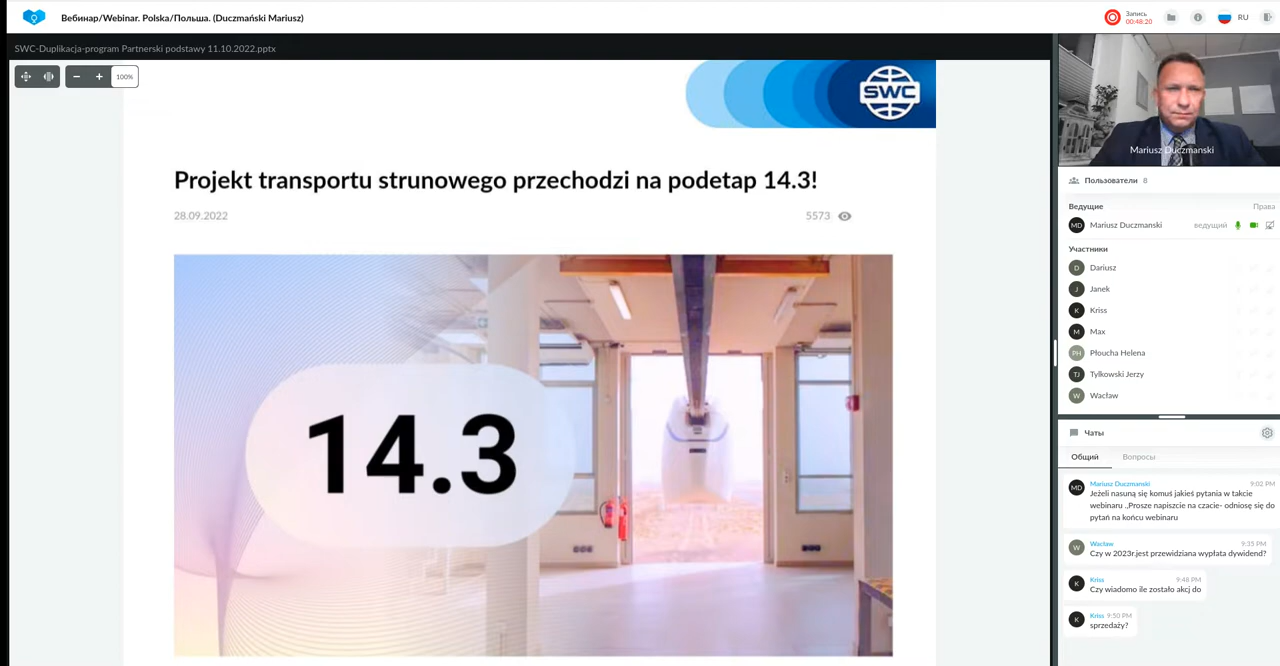 Вебинар/Webinar. Polska/Польша. (Duczmański Mariusz)
Запись
00:48:20
RU
SWC-Duplikacja-program Partnerski podstawy 11.10.2022.pptx
100%
SWC
Projekt transportu strunowego przechodzi na podetap 14.3!
28.09.2022
5573
14.3
Mariusz Duczmanski
Пользователи 8
Ведущие
Права
MD Mariusz Duczmanski ведущий
Участники
D Dariusz
J Janek
K Kriss
M Max
PH Płoucha Helena
TJ Tylkowski Jerzy
W Wacław
Чаты
Общий
Вопросы
MD Mariusz Duczmanski 9:02 PM
Jeżeli nasuną się komuś jakieś pytania w takcie
webinaru ,,Prosze napiszcie na czacie- odniosę się do
pytań na końcu webinaru
W Wacław 9:35 PM
Czy w 2023r.jest przewidziana wypłata dywidend?
K Kriss 9:48 PM
Czy wiadomo ile zostało akcj do
K Kriss 9:50 PM
sprzedaży?